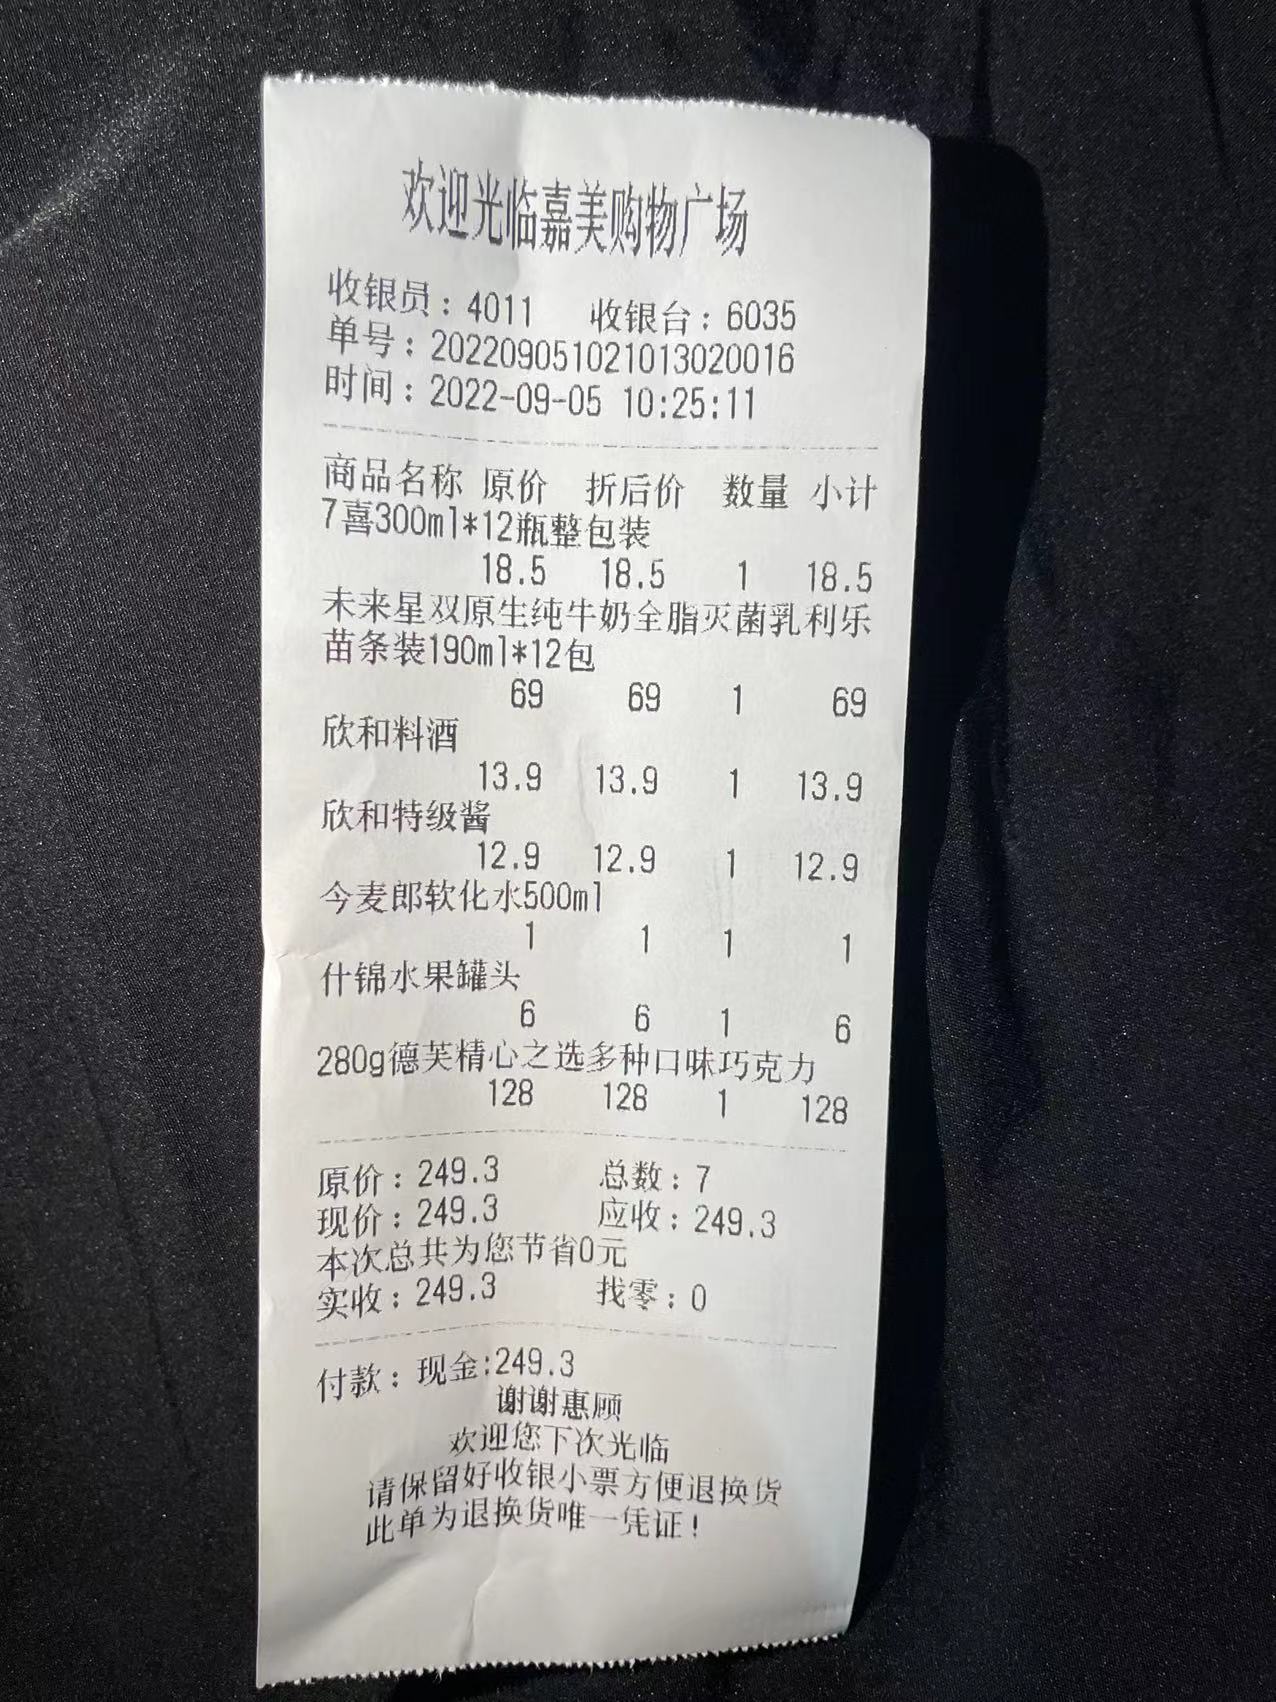 欢迎光临嘉美购物广场
收银员：4011 收银台：6035
单号：202209051021013020016
时间：2022-09-05 10:25:11
商品名称 原价 折后价 数量 小计
7喜300ml*12瓶整包装
18.5 18.5 1 18.5
未来星双原生纯牛奶全脂灭菌乳利乐
苗条装190ml*12包
69 69 1 69
欣和料酒
13.9 13.9 1 13.9
欣和特级酱
12.9 12.9 1 12.9
今麦郎软化水500ml
1 1 1 1
什锦水果罐头
6 6 1 6
280g德芙精心之选多种口味巧克力
128 128 1 128
原价：249.3 总数：7
现价：249.3 应收：249.3
本次总共为您节省0元
实收：249.3 找零：0
付款：现金:249.3
谢谢惠顾
欢迎您下次光临
请保留好收银小票方便退换货
此单为退换货唯一凭证！